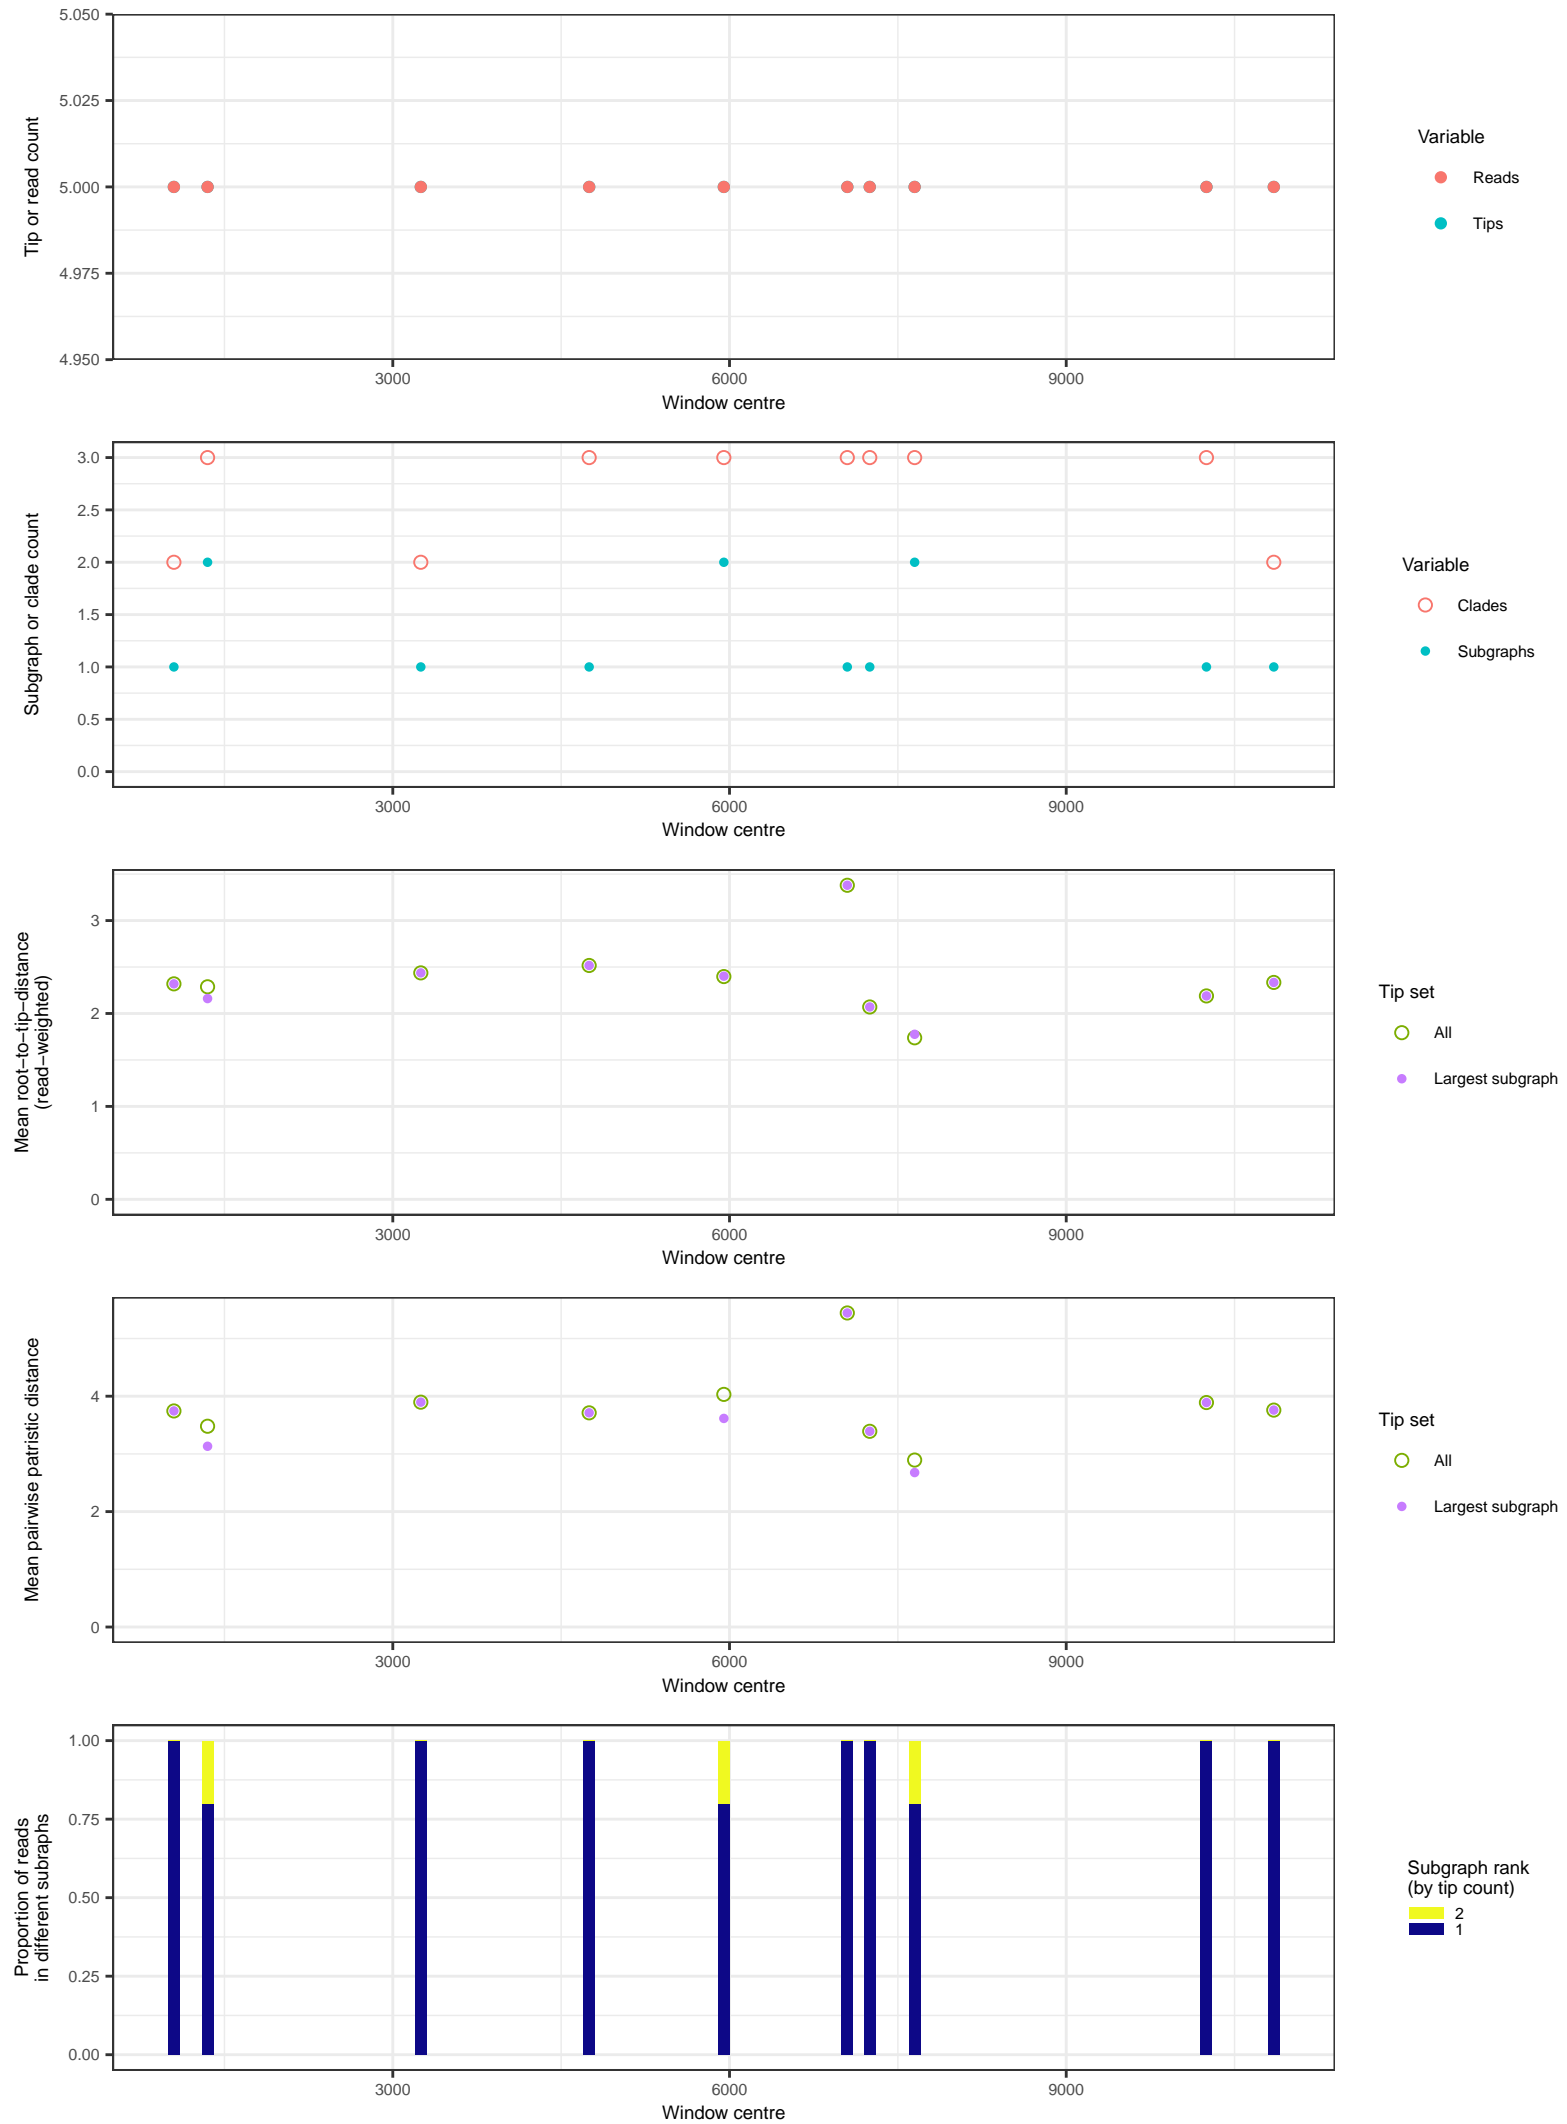 5.050
5.025
5.000
4.975
4.950
Tip or read count
3000 6000 9000
Window centre
Variable
Reads
Tips
3.0
2.5
2.0
1.5
1.0
0.5
0.0
Subgraph or clade count
3000 6000 9000
Window centre
Variable
Clades
Subgraphs
3
2
1
0
Mean root−to−tip−distance
(read−weighted)
3000 6000 9000
Window centre
Tip set
All
Largest subgraph
4
2
0
Mean pairwise patristic distance
3000 6000 9000
Window centre
Tip set
All
Largest subgraph
1.00
0.75
0.50
0.25
0.00
Proportion of reads
in different subraphs
3000 6000 9000
Window centre
Subgraph rank
(by tip count)
2
1